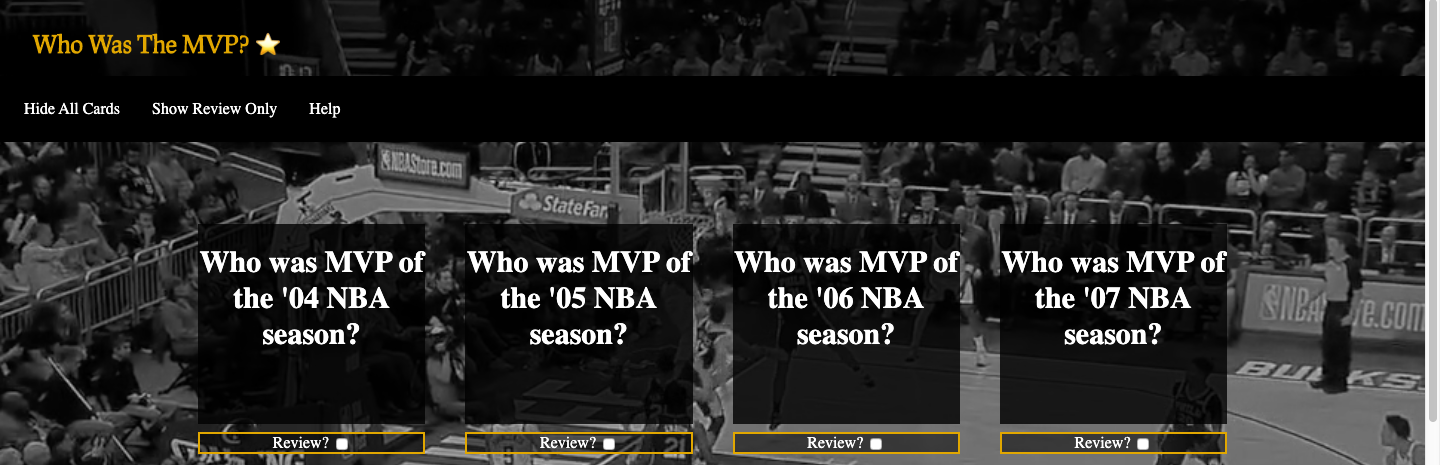 Who Was The MVP? ⭐
Hide All Cards Show Review Only Help
NBAStore.com
StateFar
Who was MVP of
the '04 NBA
season?
Who was MVP of
the '05 NBA
season?
Who was MVP of
the '06 NBA
season?
Who was MVP of
the '07 NBA
season?
BUCKS
21
Review?
Review?
Review?
Review?